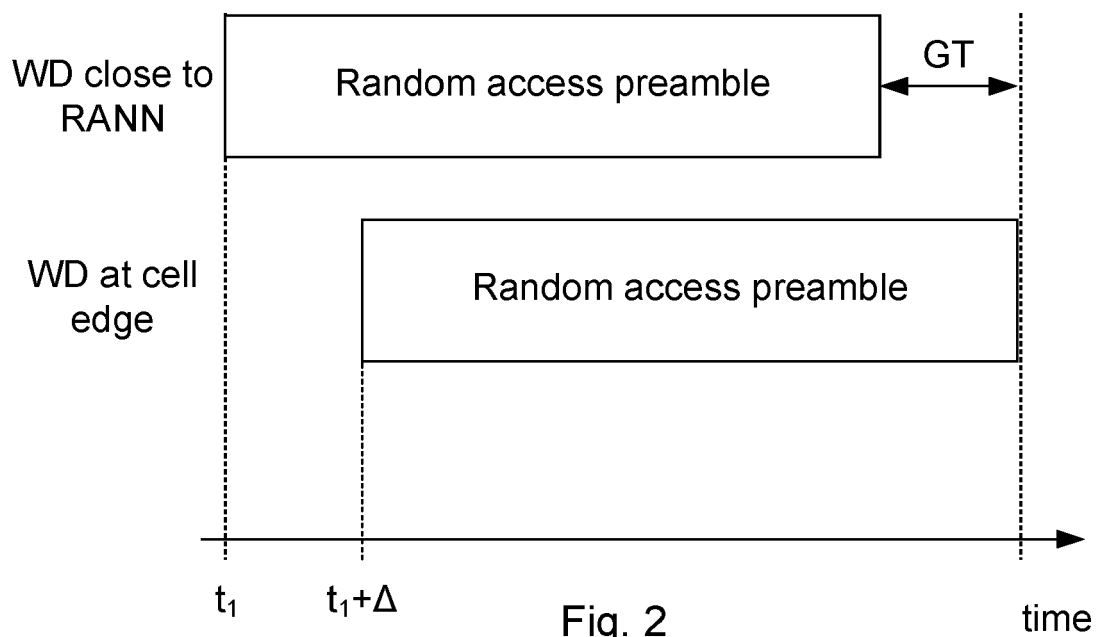 WD close to
RANN
Random access preamble
GT
WD at cell
edge
Random access preamble
t₁
t₁+Δ
Fig. 2
time